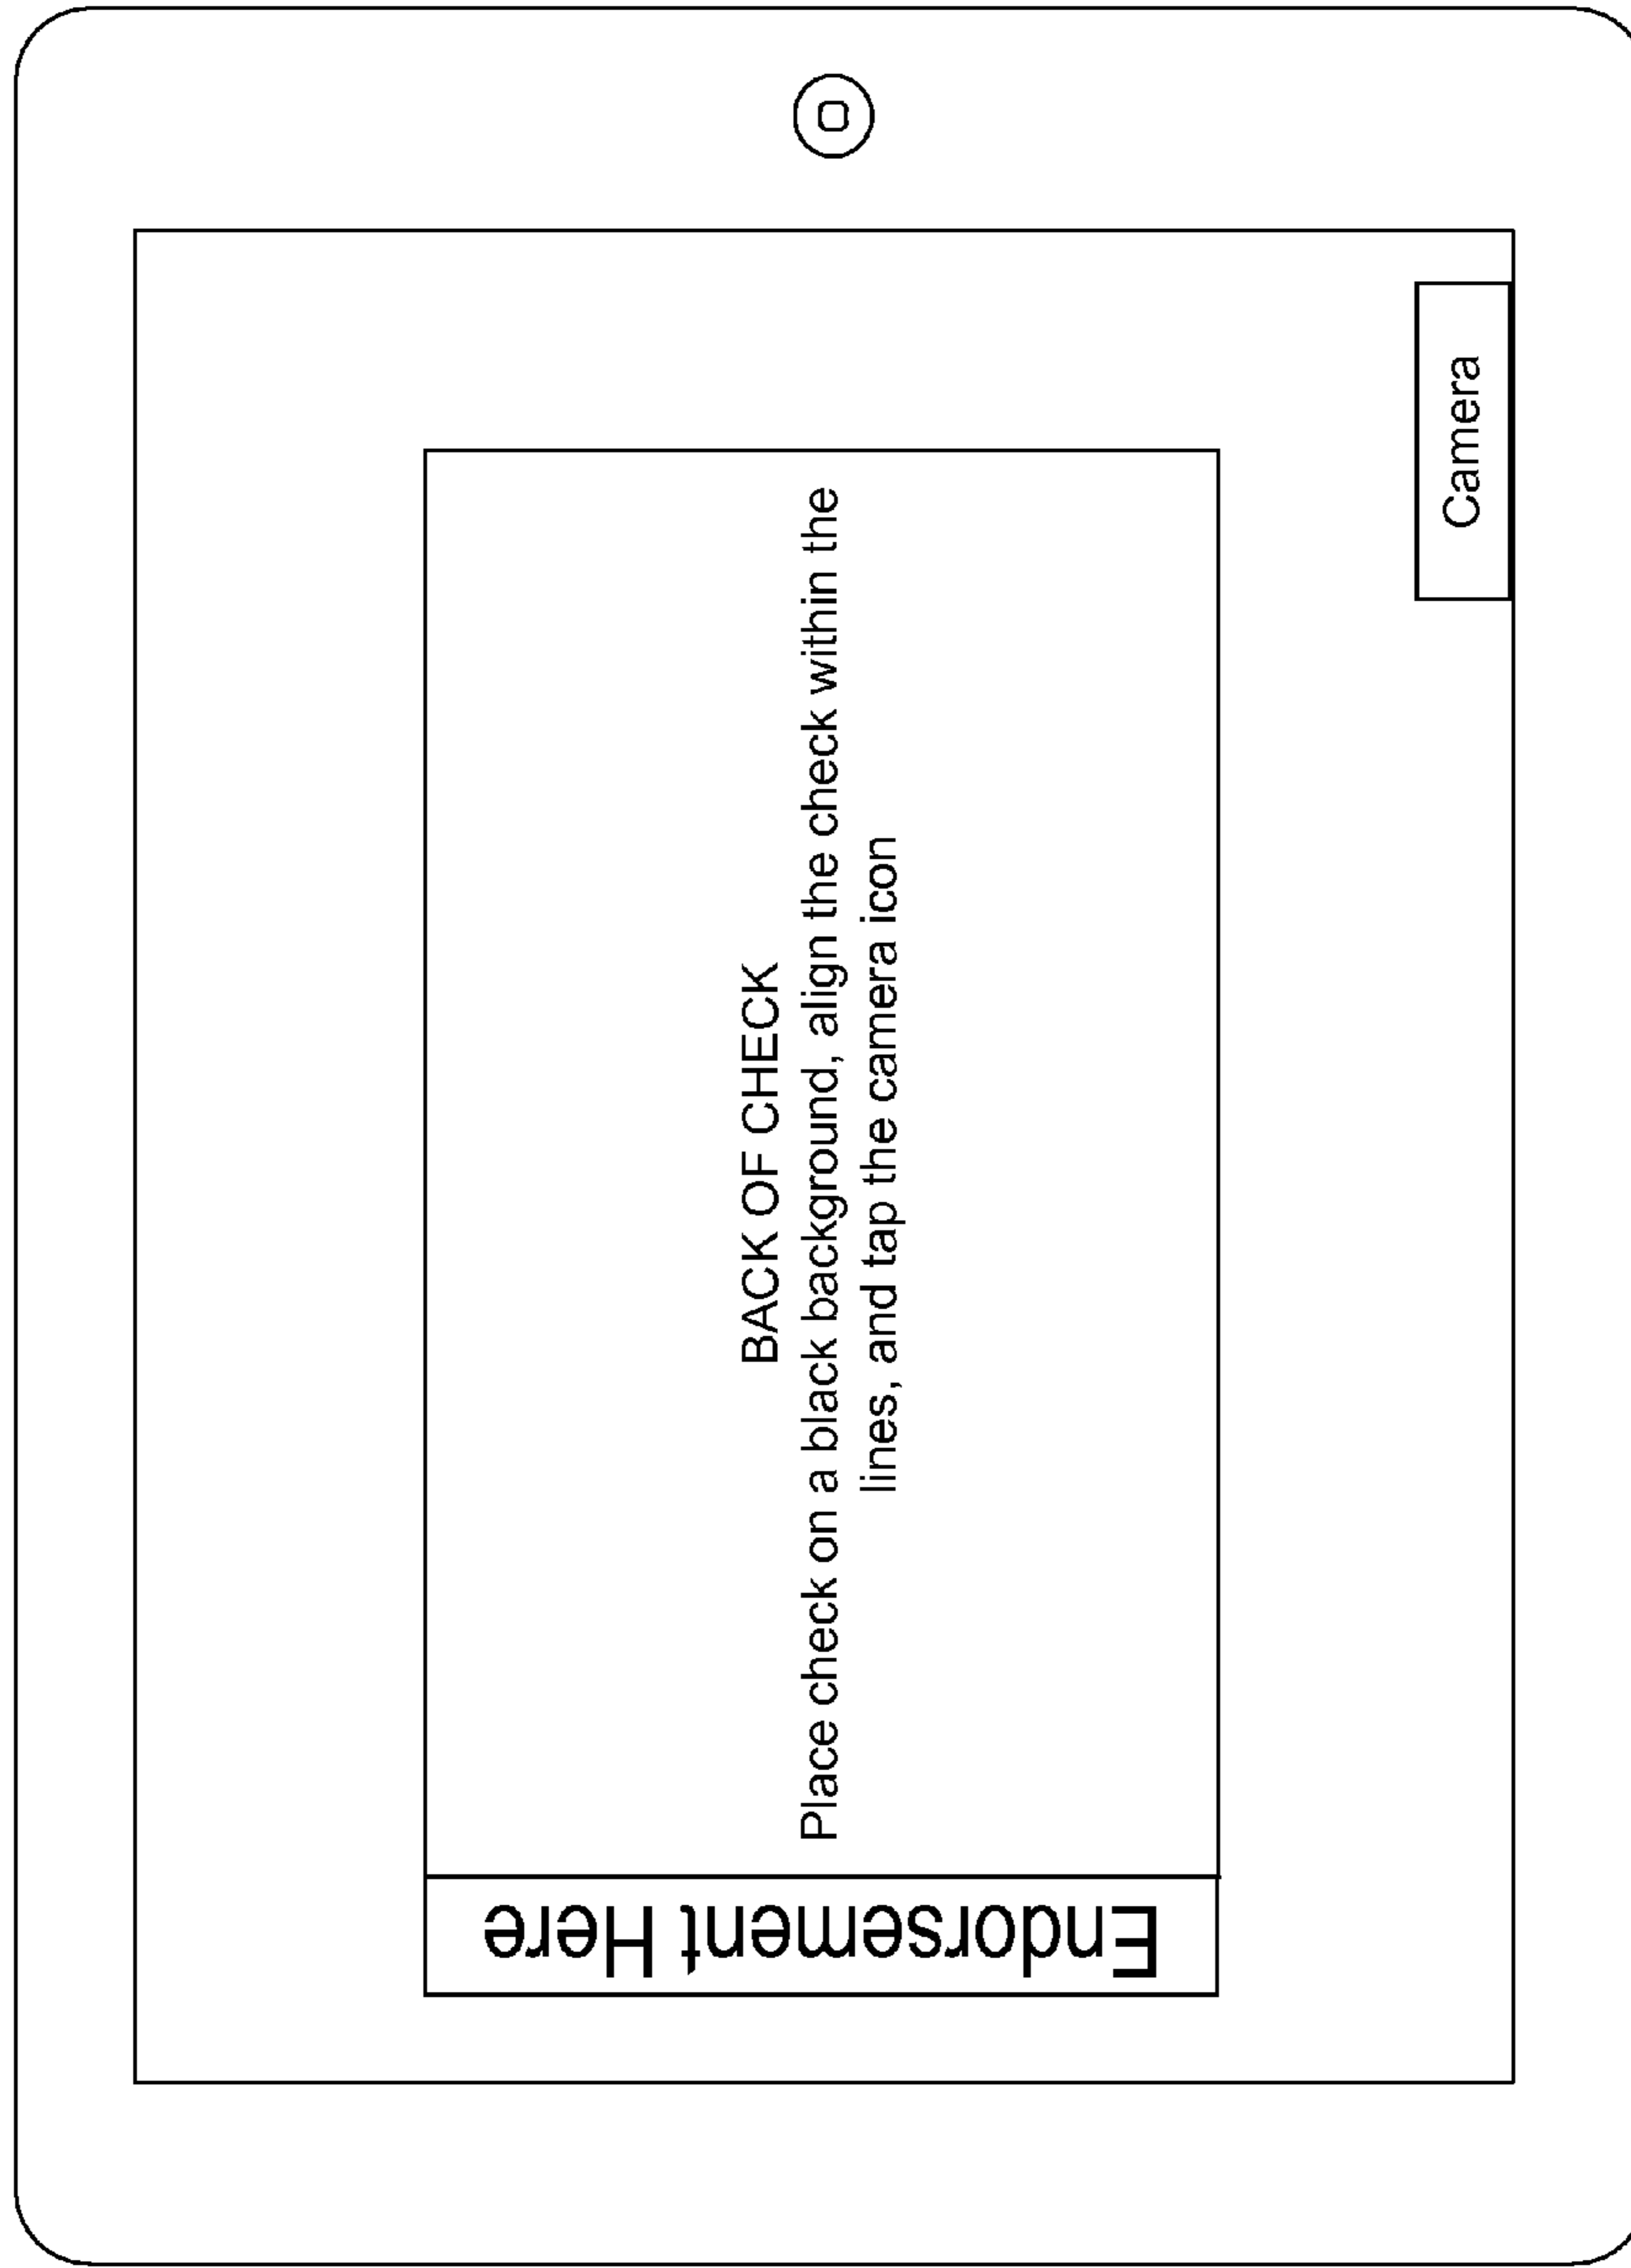 BACK OF CHECK
Place check on a black background, align the check within the
lines, and tap the camera icon
Endorsement Here
Camera